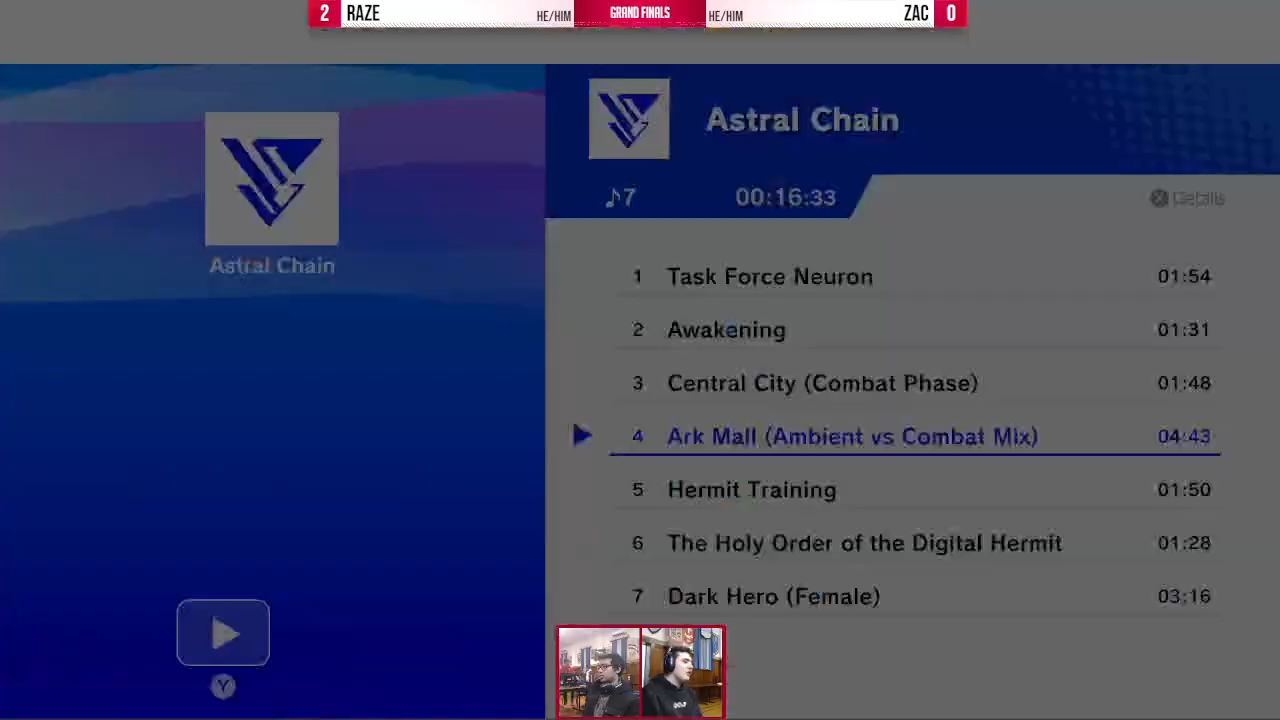 2 RAZE HE/HIM GRAND FINALS HE/HIM ZAC 0
Astral Chain
♪7 00:16:33 X Details
Astral Chain
1 Task Force Neuron 01:54
2 Awakening 01:31
3 Central City (Combat Phase) 01:48
4 Ark Mall (Ambient vs Combat Mix) 04:43
5 Hermit Training 01:50
6 The Holy Order of the Digital Hermit 01:28
7 Dark Hero (Female) 03:16
Y